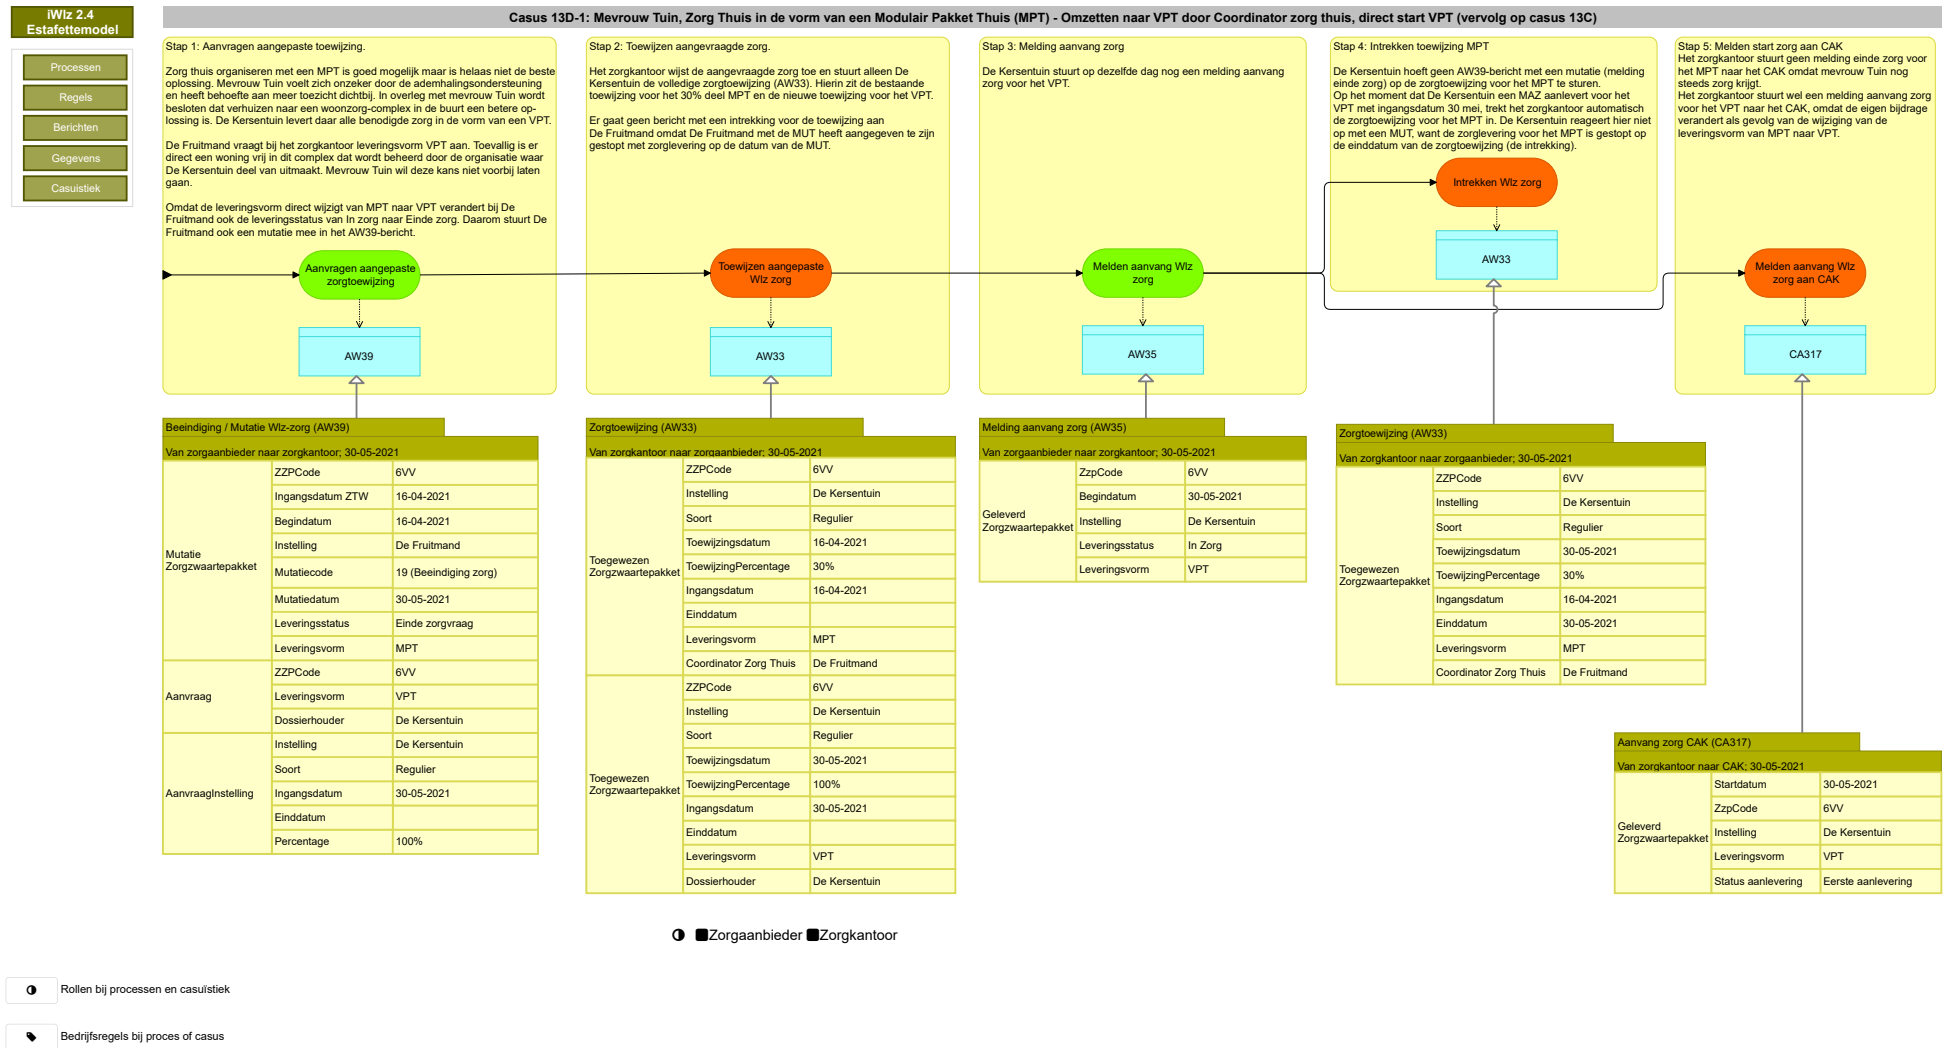 iWlz 2.4
Estafettemodel
Processen
Regels
Berichten
Gegevens
Casuistiek
Casus 13D-1: Mevrouw Tuin, Zorg Thuis in de vorm van een Modulair Pakket Thuis (MPT) - Omzetten naar VPT door Coordinator zorg thuis, direct start VPT (vervolg op casus 13C)
Stap 1: Aanvragen aangepaste toewijzing.
Zorg thuis organiseren met een MPT is goed mogelijk maar is helaas niet de beste
oplossing. Mevrouw Tuin voelt zich onzeker door de ademhalingsondersteuning
en heeft behoefte aan meer toezicht dichtbij. In overleg met mevrouw Tuin wordt
besloten dat verhuizen naar een woonzorg-complex in de buurt een betere op-
lossing is. De Kersentuin levert daar alle benodigde zorg in de vorm van een VPT.
De Fruitmand vraagt bij het zorgkantoor leveringsvorm VPT aan. Toevallig is er
direct een woning vrij in dit complex dat wordt beheerd door de organisatie waar
De Kersentuin deel van uitmaakt. Mevrouw Tuin wil deze kans niet voorbij laten
gaan.
Omdat de leveringsvorm direct wijzigt van MPT naar VPT verandert bij De
Fruitmand ook de leveringsstatus van In zorg naar Einde zorg. Daarom stuurt De
Fruitmand ook een mutatie mee in het AW39-bericht.
Aanvragen aangepaste
zorgtoewijzing
AW39
Stap 2: Toewijzen aangevraagde zorg.
Het zorgkantoor wijst de aangevraagde zorg toe en stuurt alleen De
Kersentuin de volledige zorgtoewijzing (AW33). Hierin zit de bestaande
toewijzing voor het 30% deel MPT en de nieuwe toewijzing voor het VPT.
Er gaat geen bericht met een intrekking voor de toewijzing aan
De Fruitmand omdat De Fruitmand met de MUT heeft aangegeven te zijn
gestopt met zorglevering op de datum van de MUT.
Toewijzen aangepaste
Wlz zorg
AW33
Stap 3: Melding aanvang zorg
De Kersentuin stuurt op dezelfde dag nog een melding aanvang
zorg voor het VPT.
Melden aanvang Wlz
zorg
AW35
Stap 4: Intrekken toewijzing MPT
De Kersentuin hoeft geen AW39-bericht met een mutatie (melding
einde zorg) op de zorgtoewijzing voor het MPT te sturen.
Op het moment dat De Kersentuin een MAZ aanlevert voor het
VPT met ingangsdatum 30 mei, trekt het zorgkantoor automatisch
de zorgtoewijzing voor het MPT in. De Kersentuin reageert hier niet
op met een MUT, want de zorglevering voor het MPT is gestopt op
de einddatum van de zorgtoewijzing (de intrekking).
Intrekken Wlz zorg
AW33
Stap 5: Melden start zorg aan CAK
Het zorgkantoor stuurt geen melding einde zorg voor
het MPT naar het CAK omdat mevrouw Tuin nog
steeds zorg krijgt.
Het zorgkantoor stuurt wel een melding aanvang zorg
voor het VPT naar het CAK, omdat de eigen bijdrage
verandert als gevolg van de wijziging van de
leveringsvorm van MPT naar VPT.
Melden aanvang Wlz
zorg aan CAK
CA317
Beeindiging / Mutatie Wlz-zorg (AW39)
Van zorgaanbieder naar zorgkantoor; 30-05-2021
Mutatie
Zorgzwaartepakket
ZZPCode 6VV
Ingangsdatum ZTW 16-04-2021
Begindatum 16-04-2021
Instelling De Fruitmand
Mutatiecode 19 (Beeindiging zorg)
Mutatiedatum 30-05-2021
Leveringsstatus Einde zorgvraag
Leveringsvorm MPT
Aanvraag
ZZPCode 6VV
Leveringsvorm VPT
Dossierhouder De Kersentuin
AanvraagInstelling
Instelling De Kersentuin
Soort Regulier
Ingangsdatum 30-05-2021
Einddatum
Percentage 100%
Zorgtoewijzing (AW33)
Van zorgkantoor naar zorgaanbieder; 30-05-2021
Toegewezen
Zorgzwaartepakket
ZZPCode 6VV
Instelling De Kersentuin
Soort Regulier
Toewijzingsdatum 16-04-2021
ToewijzingPercentage 30%
Ingangsdatum 16-04-2021
Einddatum
Leveringsvorm MPT
Coordinator Zorg Thuis De Fruitmand
Toegewezen
Zorgzwaartepakket
ZZPCode 6VV
Instelling De Kersentuin
Soort Regulier
Toewijzingsdatum 30-05-2021
ToewijzingPercentage 100%
Ingangsdatum 30-05-2021
Einddatum
Leveringsvorm VPT
Dossierhouder De Kersentuin
Melding aanvang zorg (AW35)
Van zorgaanbieder naar zorgkantoor; 30-05-2021
Geleverd
Zorgzwaartepakket
ZzpCode 6VV
Begindatum 30-05-2021
Instelling De Kersentuin
Leveringsstatus In Zorg
Leveringsvorm VPT
Zorgtoewijzing (AW33)
Van zorgkantoor naar zorgaanbieder; 30-05-2021
Toegewezen
Zorgzwaartepakket
ZZPCode 6VV
Instelling De Kersentuin
Soort Regulier
Toewijzingsdatum 30-05-2021
ToewijzingPercentage 30%
Ingangsdatum 16-04-2021
Einddatum 30-05-2021
Leveringsvorm MPT
Coordinator Zorg Thuis De Fruitmand
Aanvang zorg CAK (CA317)
Van zorgkantoor naar CAK; 30-05-2021
Geleverd
Zorgzwaartepakket
Startdatum 30-05-2021
ZzpCode 6VV
Instelling De Kersentuin
Leveringsvorm VPT
Status aanlevering Eerste aanlevering
Zorgaanbieder Zorgkantoor
Rollen bij processen en casuïstiek
Bedrijfsregels bij proces of casus